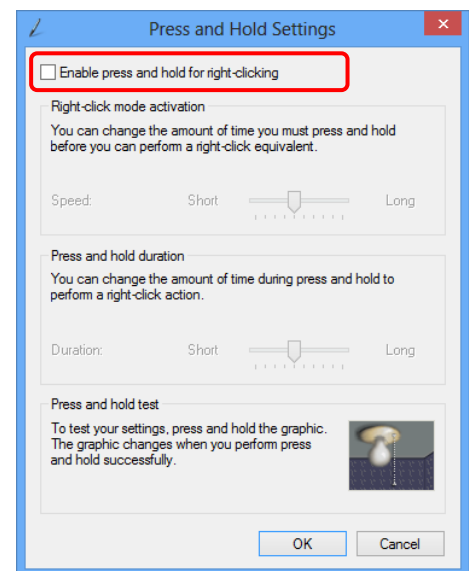 Press and Hold Settings
Enable press and hold for right-clicking
Right-click mode activation
You can change the amount of time you must press and hold
before you can perform a right-click equivalent.
Speed: Short Long
Press and hold duration
You can change the amount of time during press and hold to
perform a right-click action.
Duration: Short Long
Press and hold test
To test your settings, press and hold the graphic.
The graphic changes when you perform press
and hold successfully.
OK Cancel